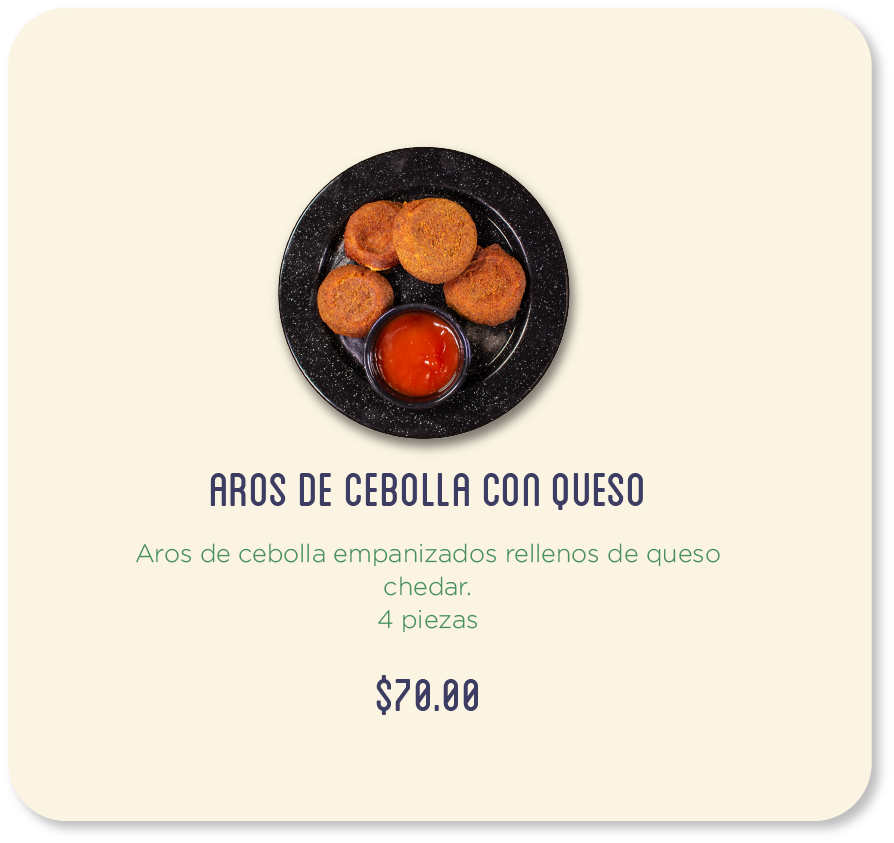 AROS DE CEBOLLA CON QUESO
Aros de cebolla empanizados rellenos de queso
chedar.
4 piezas
$70.00